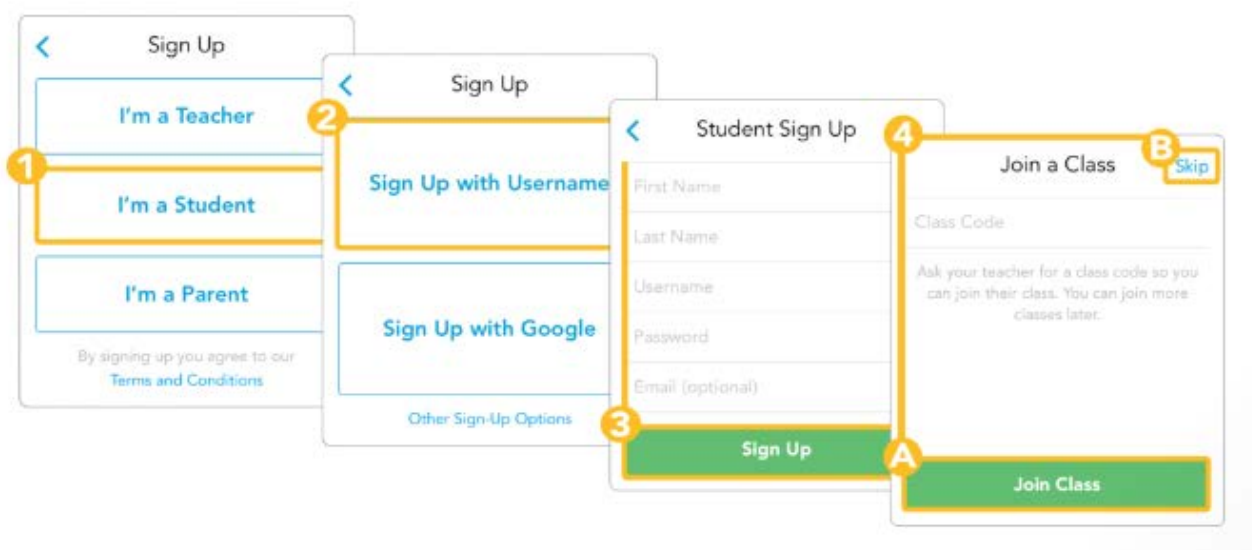 Sign Up
I'm a Teacher
1
I'm a Student
I'm a Parent
By signing up you agree to our
Terms and Conditions
Sign Up
2
Sign Up with Username
Sign Up with Google
Other Sign-Up Options
Student Sign Up
First Name
Last Name
Username
Password
Email (optional)
3
Sign Up
4
B
Join a Class
Skip
Class Code
Ask your teacher for a class code so you
can join their class. You can join more
classes later.
A
Join Class